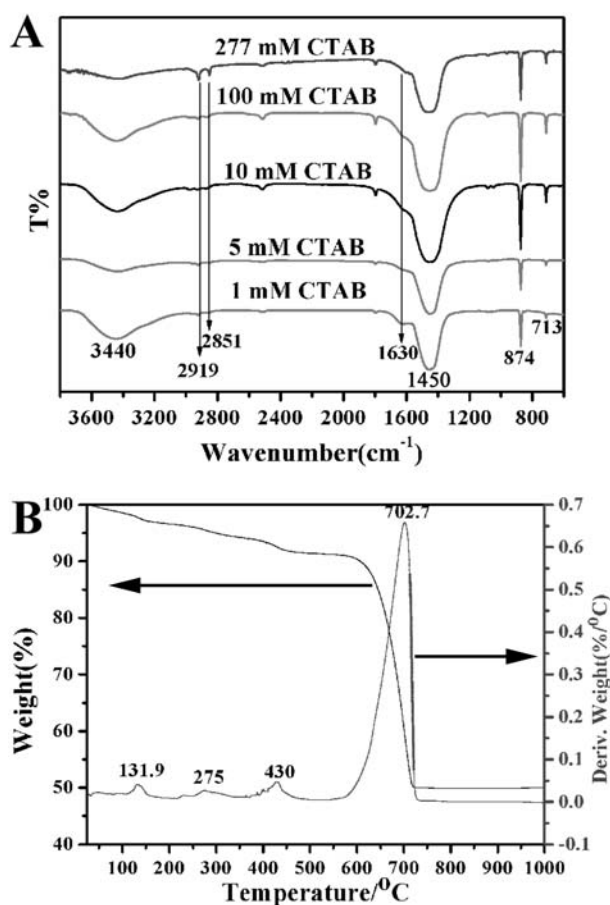 A
277 mM CTAB
100 mM CTAB
10 mM CTAB
5 mM CTAB
1 mM CTAB
T%
3440
2919
2851
1630
1450
874
713
3600 3200 2800 2400 2000 1600 1200 800
Wavenumber(cm⁻¹)
B
702.7
131.9
275
430
100
90
80
70
60
50
40
Weight(%)
0.7
0.6
0.5
0.4
0.3
0.2
0.1
0.0
-0.1
Deriv. Weight(%/⁰C)
100 200 300 400 500 600 700 800 900 1000
Temperature/⁰C